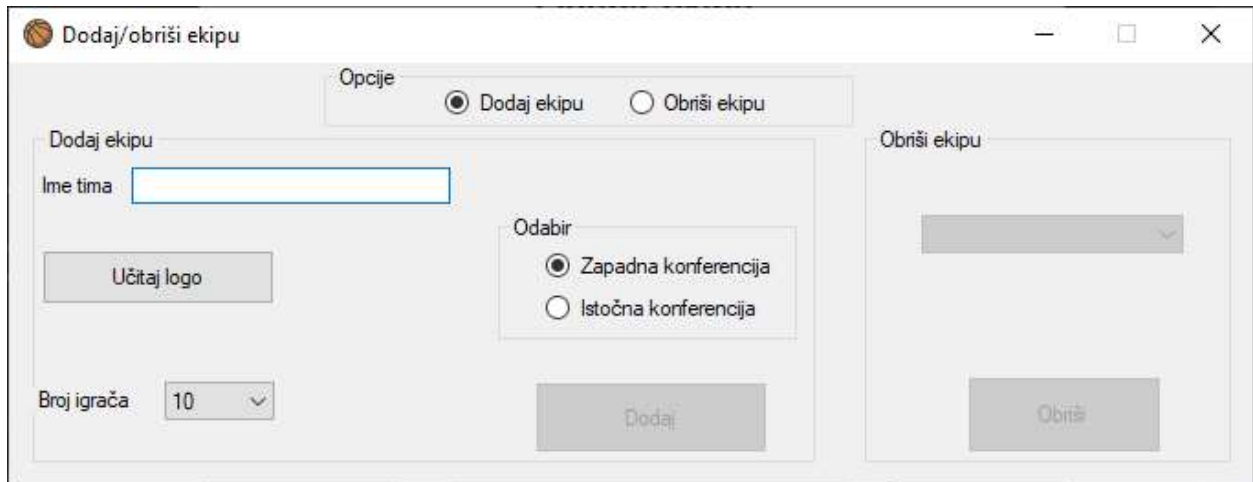 Dodaj/obriši ekipu
Opcije
Dodaj ekipu Obriši ekipu
Dodaj ekipu
Ime tima
Učitaj logo
Odabir
Zapadna konferencija
Istočna konferencija
Broj igrača 10
Dodaj
Obriši ekipu
Obriši